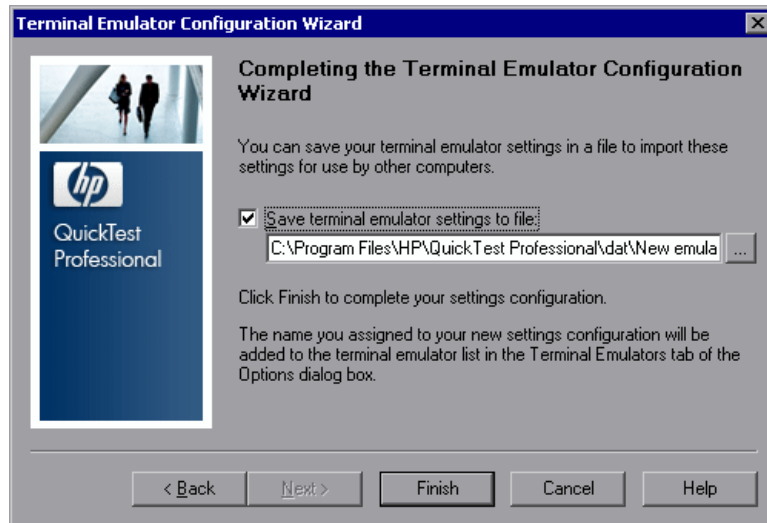 Terminal Emulator Configuration Wizard
Completing the Terminal Emulator Configuration
Wizard
You can save your terminal emulator settings in a file to import these
settings for use by other computers.
hp
QuickTest
Professional
Save terminal emulator settings to file:
C:\Program Files\HP\QuickTest Professional\dat\New emula
...
Click Finish to complete your settings configuration.
The name you assigned to your new settings configuration will be
added to the terminal emulator list in the Terminal Emulators tab of the
Options dialog box.
< Back
Next >
Finish
Cancel
Help